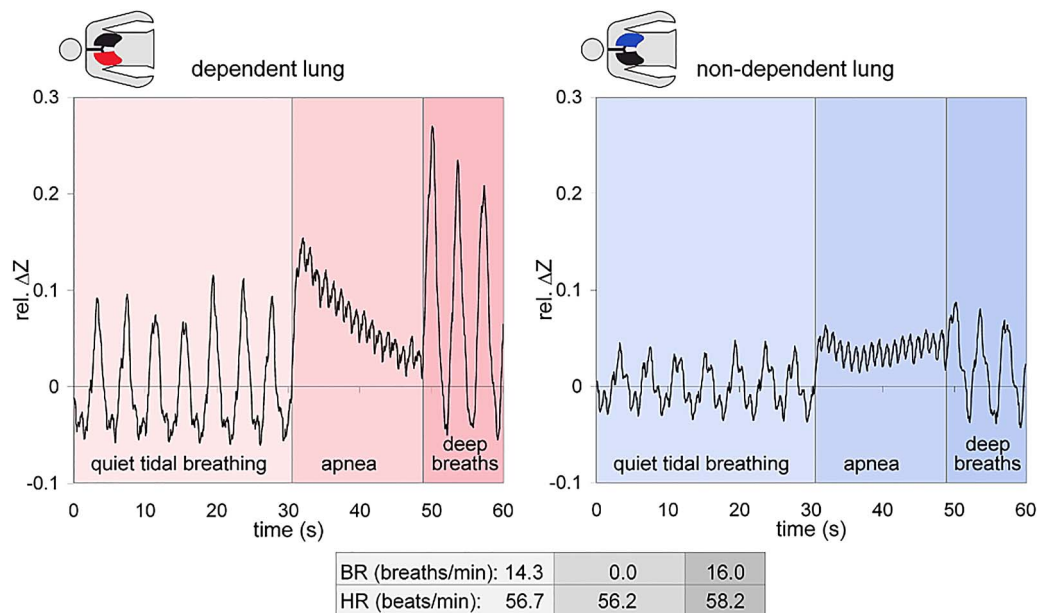 dependent lung
non-dependent lung
0.3
0.2
0.1
0
-0.1
rel. ΔZ
quiet tidal breathing
apnea
deep
breaths
0 10 20 30 40 50 60
time (s)
0.3
0.2
0.1
0
-0.1
rel. ΔZ
quiet tidal breathing
apnea
deep
breaths
0 10 20 30 40 50 60
time (s)
BR (breaths/min): 14.3 0.0 16.0
HR (beats/min): 56.7 56.2 58.2